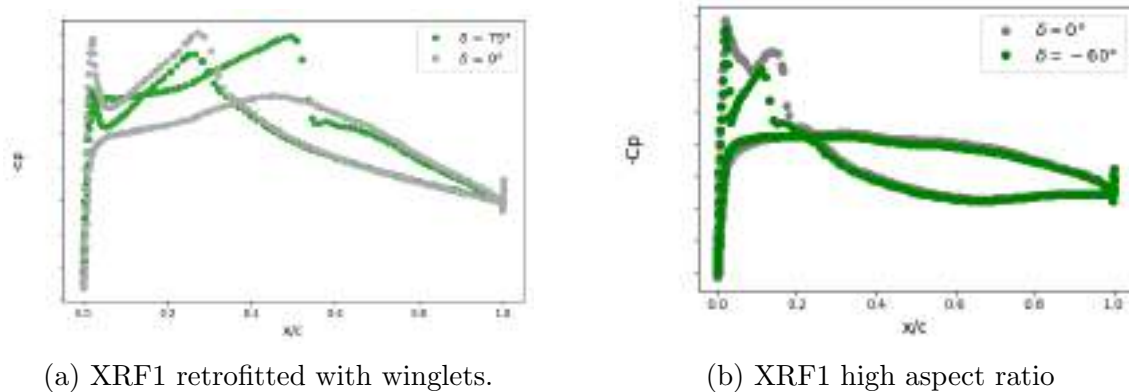 δ = 75°
δ = 0°
-cp
0.0 0.2 0.4 0.6 0.8 1.0
x/c
δ = 0°
δ = −60°
-Cp
0.0 0.2 0.4 0.6 0.8 1.0
x/c
(a) XRF1 retrofitted with winglets.
(b) XRF1 high aspect ratio